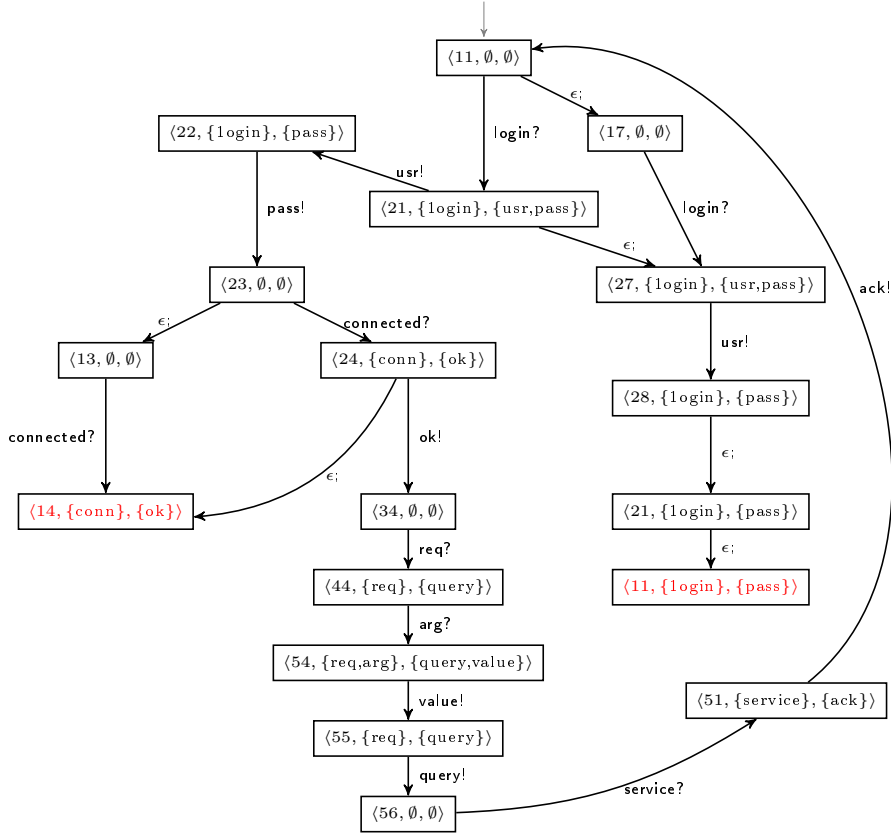 ⟨11, ∅, ∅⟩
ϵ;
login?
⟨22, {login}, {pass}⟩
⟨17, ∅, ∅⟩
usr!
pass!
⟨21, {login}, {usr,pass}⟩
login?
ϵ;
⟨23, ∅, ∅⟩
⟨27, {login}, {usr,pass}⟩
ack!
ϵ;
connected?
usr!
⟨13, ∅, ∅⟩
⟨24, {conn}, {ok}⟩
⟨28, {login}, {pass}⟩
connected?
ok!
ϵ;
ϵ;
⟨14, {conn}, {ok}⟩
⟨34, ∅, ∅⟩
⟨21, {login}, {pass}⟩
req?
ϵ;
⟨44, {req}, {query}⟩
⟨11, {login}, {pass}⟩
arg?
⟨54, {req,arg}, {query,value}⟩
value!
⟨51, {service}, {ack}⟩
⟨55, {req}, {query}⟩
query!
service?
⟨56, ∅, ∅⟩